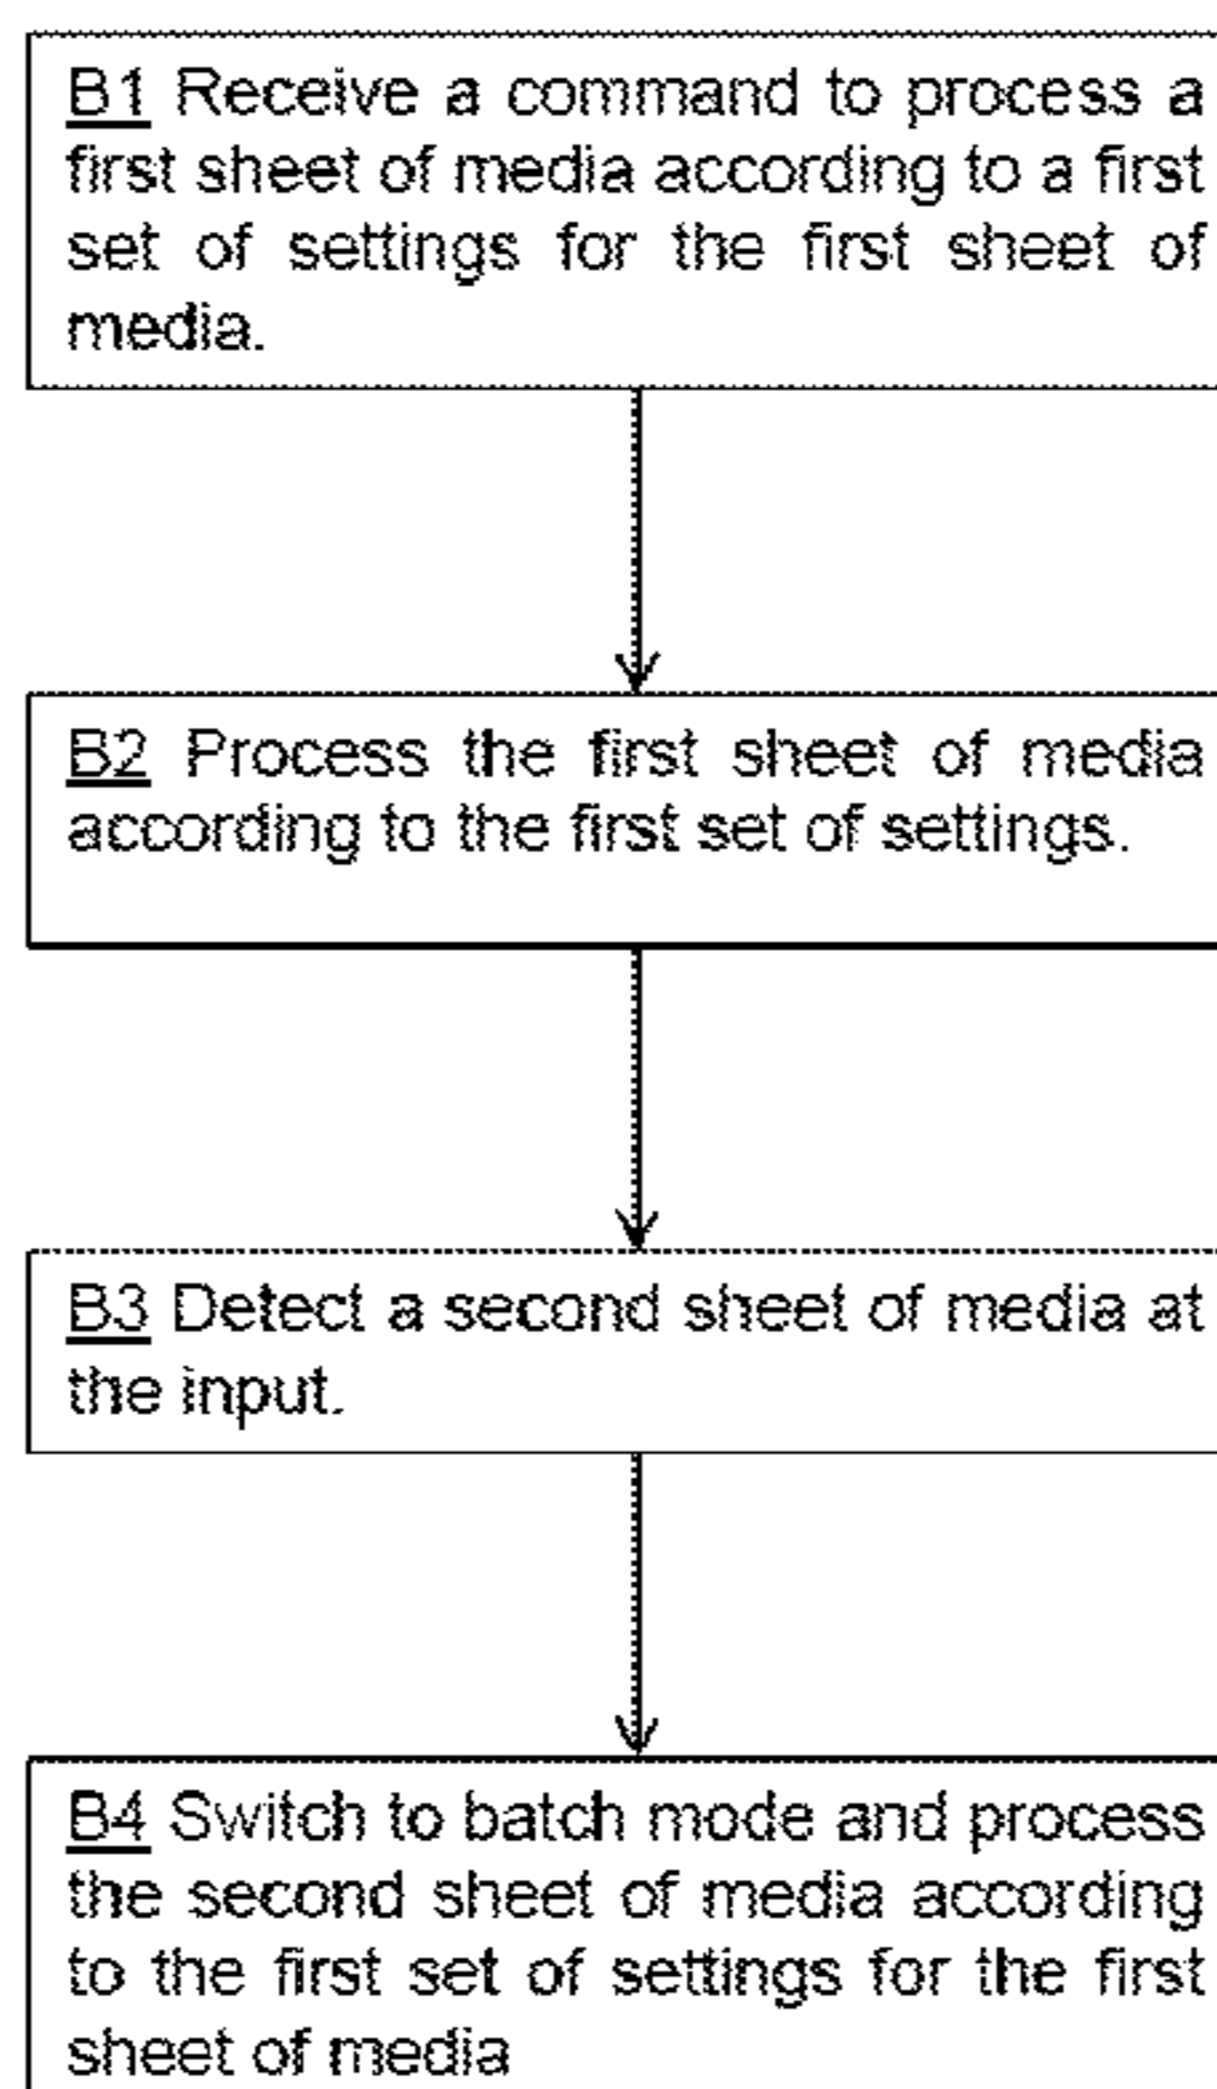 B1 Receive a command to process a
first sheet of media according to a first
set of settings for the first sheet of
media.
B2 Process the first sheet of media
according to the first set of settings.
B3 Detect a second sheet of media at
the input.
B4 Switch to batch mode and process
the second sheet of media according
to the first set of settings for the first
sheet of media